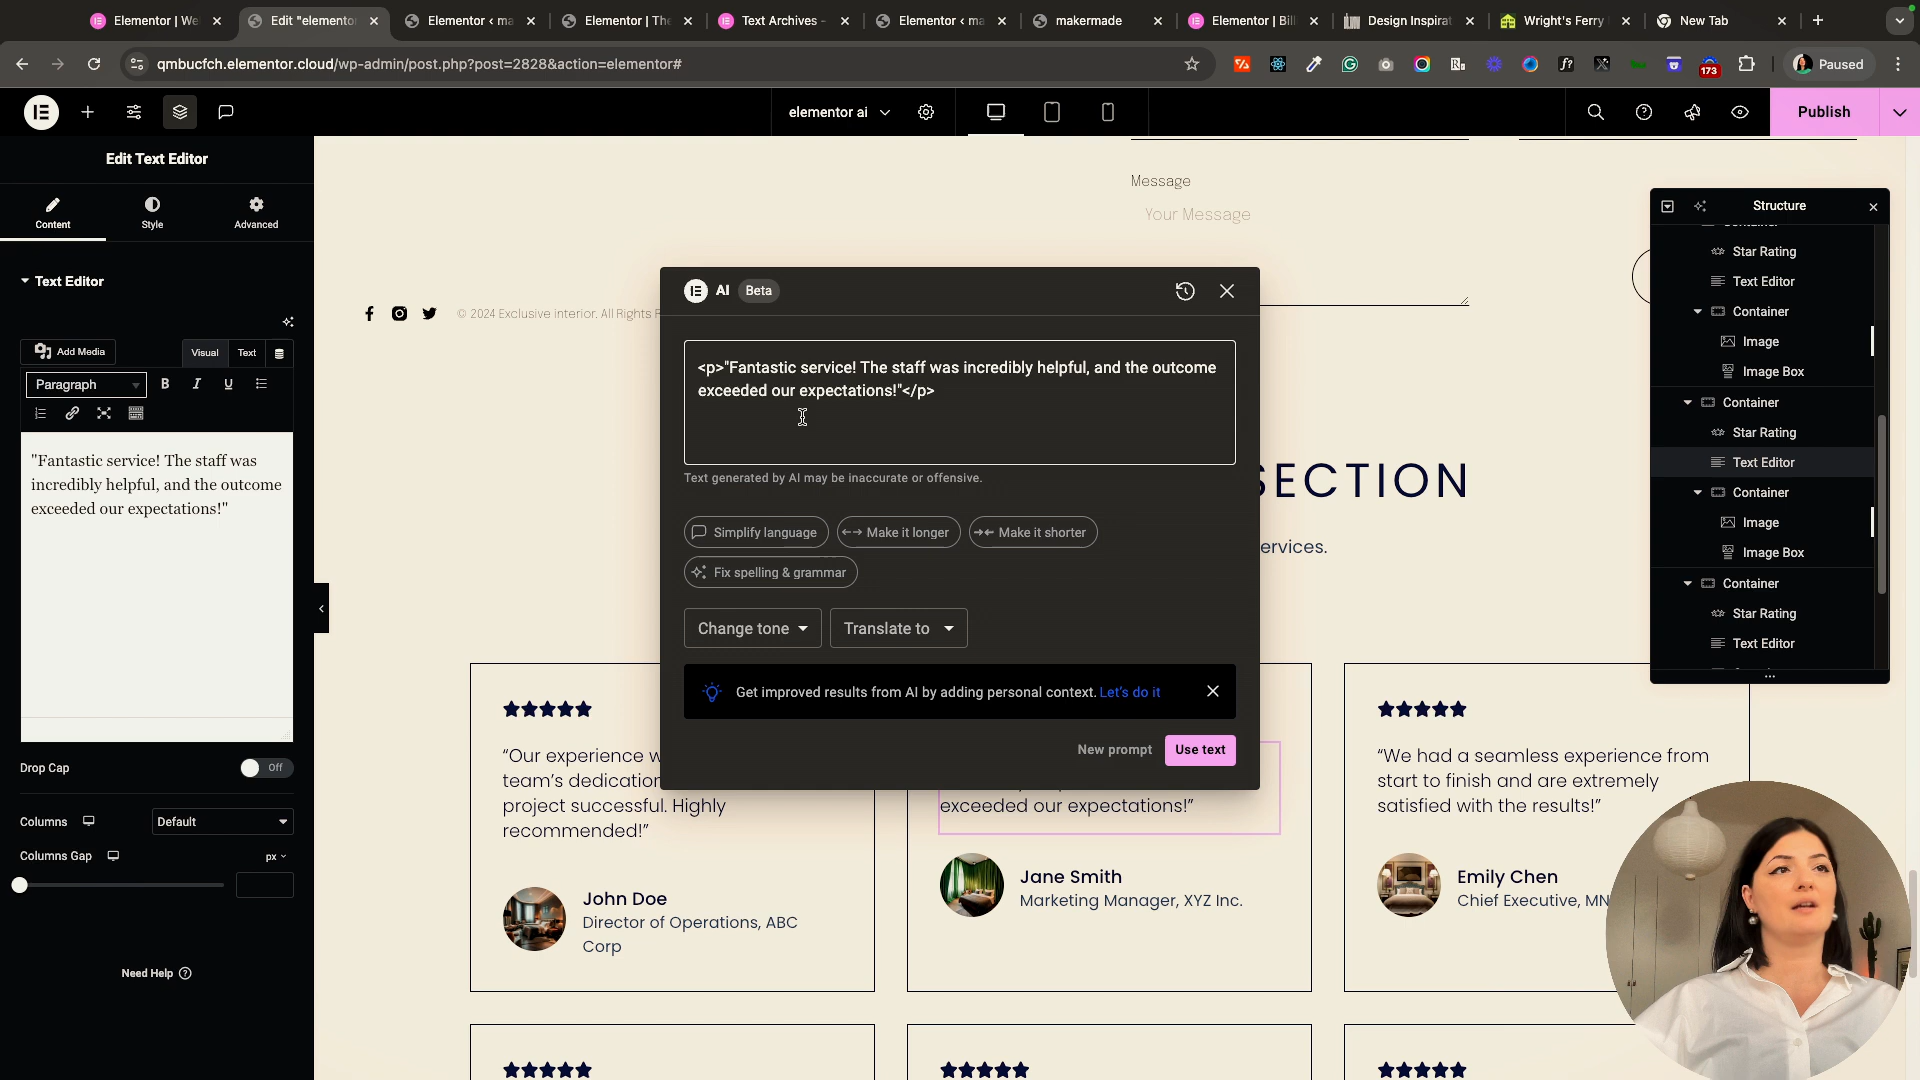 Elementor | We
Edit "elementor
Elementor < ma
Elementor | The
Text Archives -
Elementor < ma
makermade
Elementor | Bil
Design Inspirat
Wright's Ferry
New Tab
qmbucfch.elementor.cloud/wp-admin/post.php?post=2828&action=elementor#
173
Paused
elementor ai
Publish
Edit Text Editor
Content
Style
Advanced
Text Editor
Add Media
Visual
Text
Paragraph
B
I
U
"Fantastic service! The staff was
incredibly helpful, and the outcome
exceeded our expectations!"
Drop Cap
Off
Columns
Default
Columns Gap
px
Need Help
Message
Your Message
© 2024 Exclusive interior. All Rights
AI
Beta
<p>"Fantastic service! The staff was incredibly helpful, and the outcome
exceeded our expectations!"</p>
Text generated by AI may be inaccurate or offensive.
Simplify language
Make it longer
Make it shorter
Fix spelling & grammar
Change tone
Translate to
Get improved results from AI by adding personal context. Let's do it
New prompt
Use text
SECTION
ervices.
Structure
Star Rating
Text Editor
Container
Image
Image Box
Container
Star Rating
Text Editor
Container
Image
Image Box
Container
Star Rating
Text Editor
“Our experience w
team’s dedication
project successful. Highly
recommended!”
John Doe
Director of Operations, ABC
Corp
exceeded our expectations!”
Jane Smith
Marketing Manager, XYZ Inc.
“We had a seamless experience from
start to finish and are extremely
satisfied with the results!”
Emily Chen
Chief Executive, MN